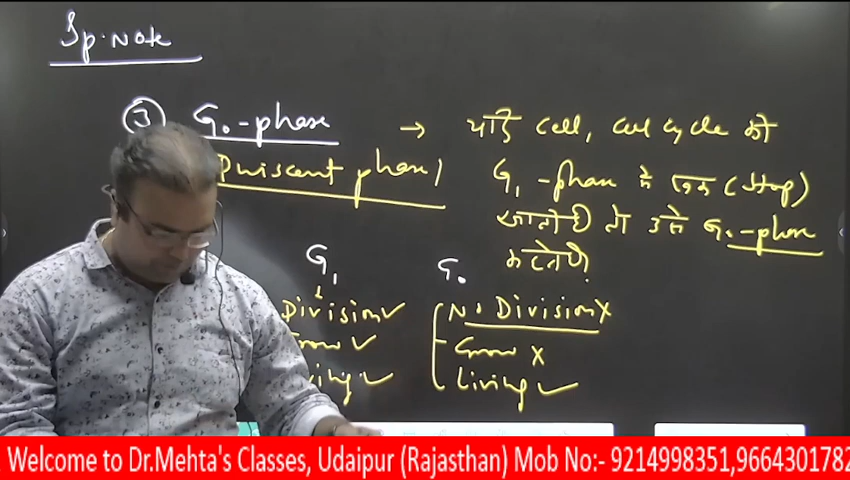 Sp. Note
③ G₀-phase → यदि cell, cell cycle को
Quiscent phase/ G₁-phase में रुक (Stop)
जाती है तो उसे G₀-phase
कहते है।
G₁ G₀
↓
Division✓ No Division X
Grow ✓ Grow X
Living ✓ Living ✓
Welcome to Dr.Mehta's Classes, Udaipur (Rajasthan) Mob No:- 9214998351,9664301782